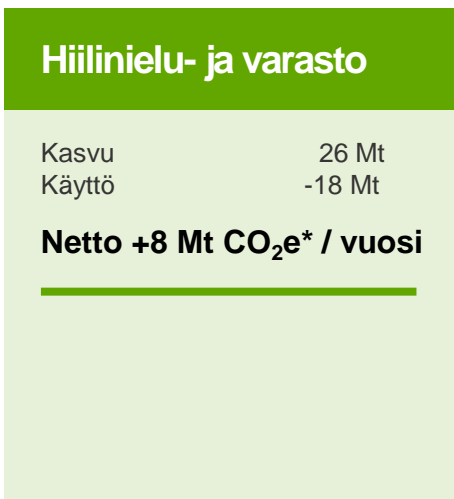 Hiilinielu- ja varasto
Kasvu 26 Mt
Käyttö -18 Mt
Netto +8 Mt CO₂e* / vuosi